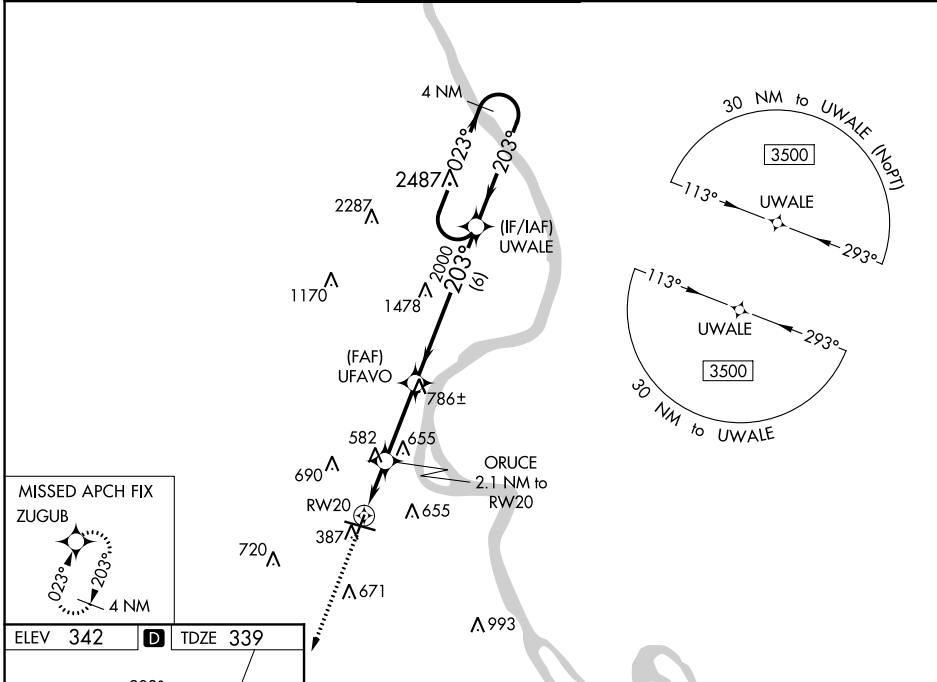 4 NM
023°
203°
2487
2287
(IF/IAF)
UWALE
2000
203°
(6)
1170
1478
(FAF)
UFAVO
786±
582
655
690
ORUCE
2.1 NM to
RW20
RW20
655
387
720
671
993
30 NM to UWALE (NoPT)
3500
113°
UWALE
293°
113°
UWALE
293°
3500
30 NM to UWALE
MISSED APCH FIX
ZUGUB
023°
203°
4 NM
ELEV 342 D TDZE 339